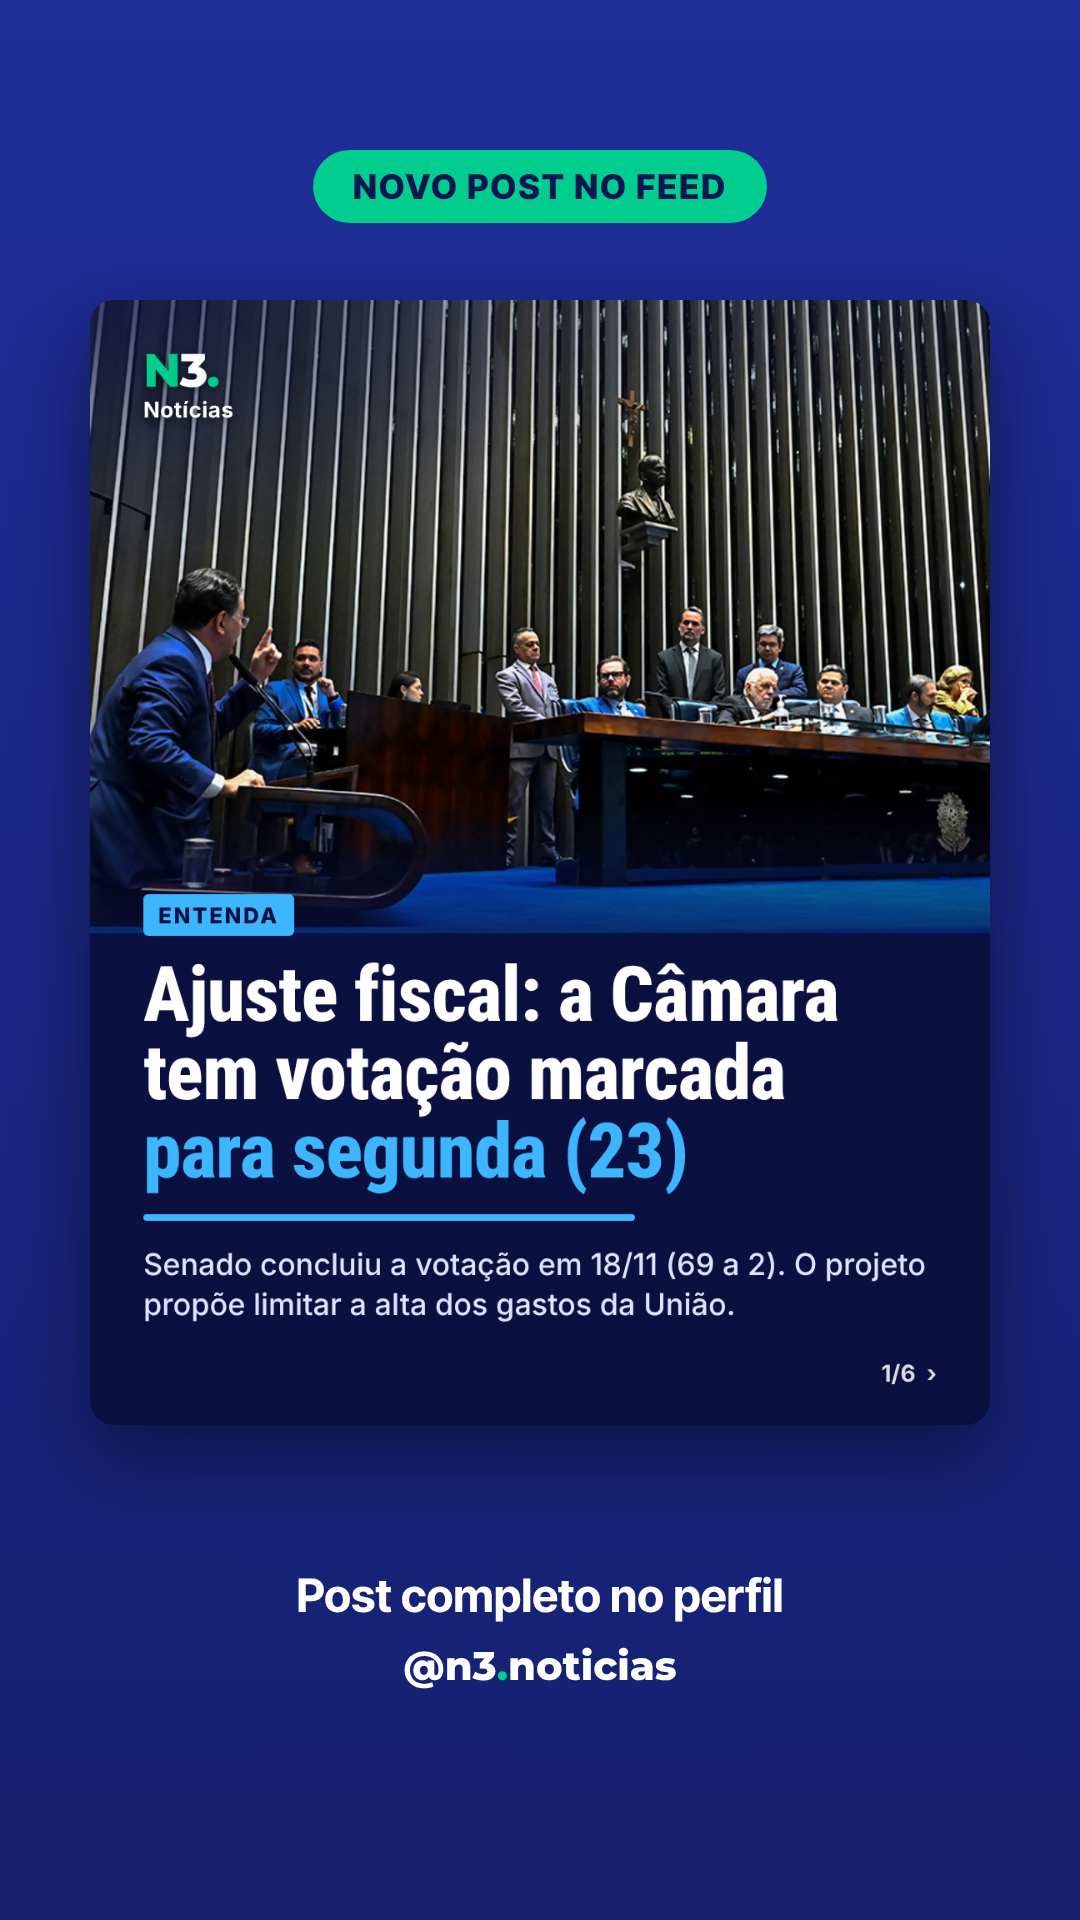 NOVO POST NO FEED
N3.
Notícias
ENTENDA
Ajuste fiscal: a Câmara
tem votação marcada
para segunda (23)
Senado concluiu a votação em 18/11 (69 a 2). O projeto
propõe limitar a alta dos gastos da União.
1/6 ›
Post completo no perfil
@n3.noticias